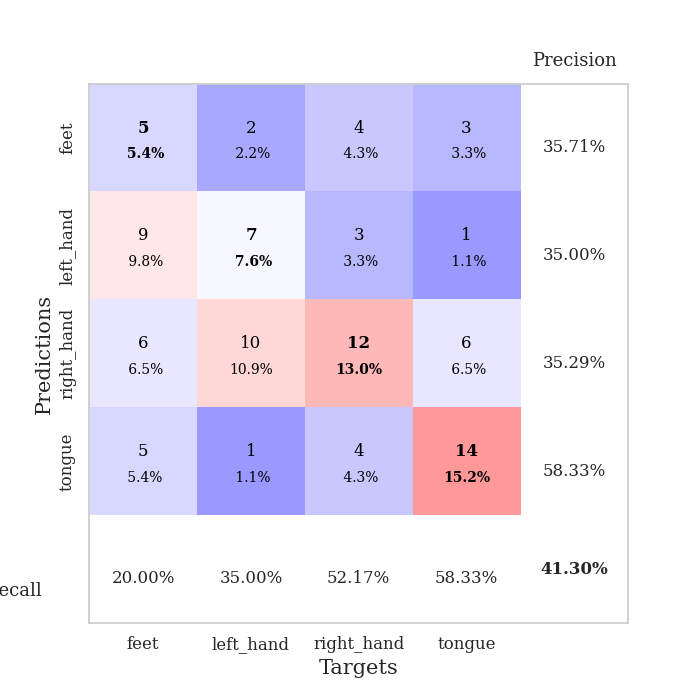 Precision
feet
5 2 4 3
5.4% 2.2% 4.3% 3.3%
35.71%
left_hand
9 7 3 1
9.8% 7.6% 3.3% 1.1%
35.00%
Predictions
right_hand
6 10 12 6
6.5% 10.9% 13.0% 6.5%
35.29%
tongue
5 1 4 14
5.4% 1.1% 4.3% 15.2%
58.33%
ecall
20.00% 35.00% 52.17% 58.33% 41.30%
feet left_hand right_hand tongue
Targets